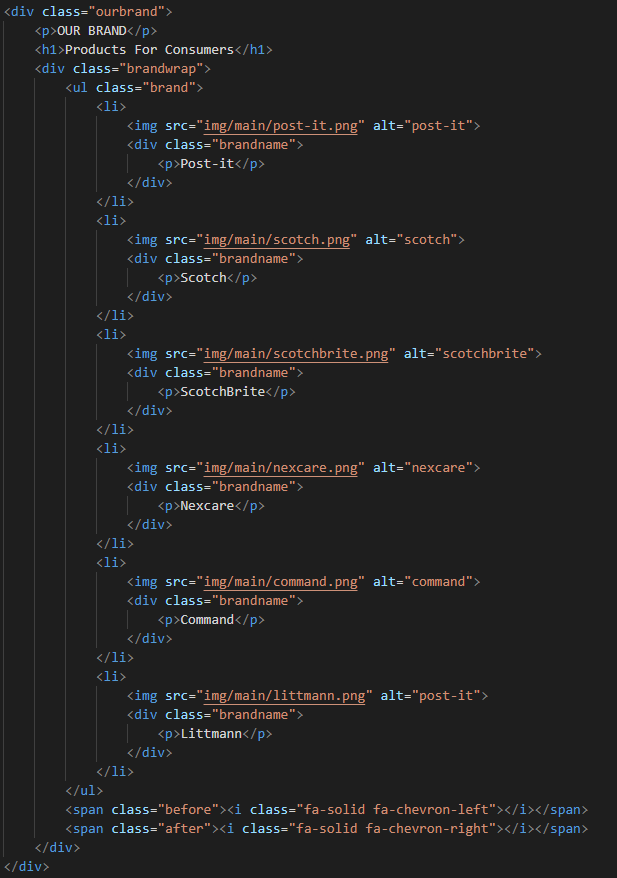 <div class="ourbrand">
    <p>OUR BRAND</p>
    <h1>Products For Consumers</h1>
    <div class="brandwrap">
        <ul class="brand">
            <li>
                <img src="img/main/post-it.png" alt="post-it">
                <div class="brandname">
                    <p>Post-it</p>
                </div>
            </li>
            <li>
                <img src="img/main/scotch.png" alt="scotch">
                <div class="brandname">
                    <p>Scotch</p>
                </div>
            </li>
            <li>
                <img src="img/main/scotchbrite.png" alt="scotchbrite">
                <div class="brandname">
                    <p>ScotchBrite</p>
                </div>
            </li>
            <li>
                <img src="img/main/nexcare.png" alt="nexcare">
                <div class="brandname">
                    <p>Nexcare</p>
                </div>
            </li>
            <li>
                <img src="img/main/command.png" alt="command">
                <div class="brandname">
                    <p>Command</p>
                </div>
            </li>
            <li>
                <img src="img/main/littmann.png" alt="post-it">
                <div class="brandname">
                    <p>Littmann</p>
                </div>
            </li>
        </ul>
        <span class="before"><i class="fa-solid fa-chevron-left"></i></span>
        <span class="after"><i class="fa-solid fa-chevron-right"></i></span>
    </div>
</div>